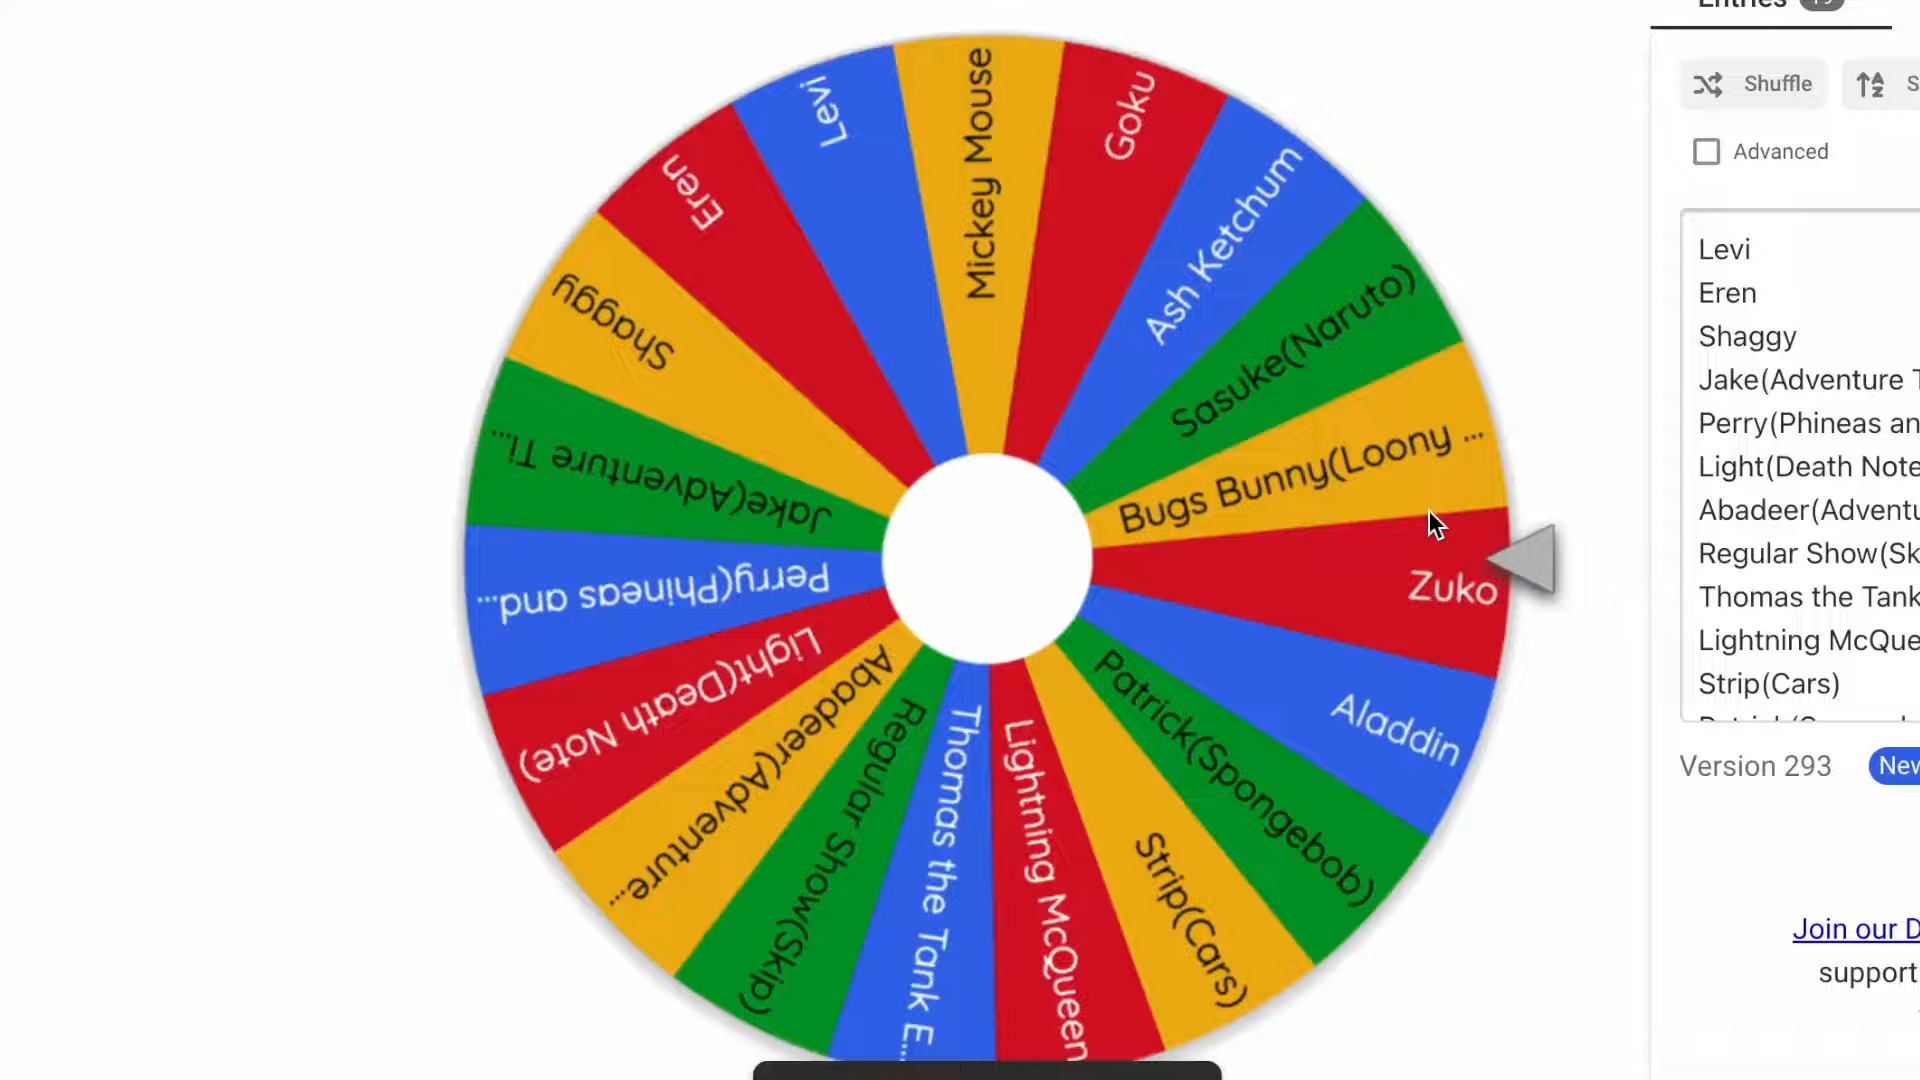 Shuffle
Advanced
Levi
Eren
Shaggy
Jake(Adventure
Perry(Phineas an
Light(Death Note
Abadeer(Adventu
Regular Show(Sk
Thomas the Tank
Lightning McQue
Strip(Cars)
Version 293
New
Join our D
support
Mickey Mouse
Goku
Ash Ketchum
Sasuke(Naruto)
Bugs Bunny(Loony ...
Zuko
Aladdin
Patrick(Spongebob)
Strip(Cars)
Lightning McQueen
Thomas the Tank E...
Regular Show(Skip)
Abadeer(Adventure...
Light(Death Note)
Perry(Phineas and...
Jake(Adventure Ti...
Shaggy
Eren
Levi